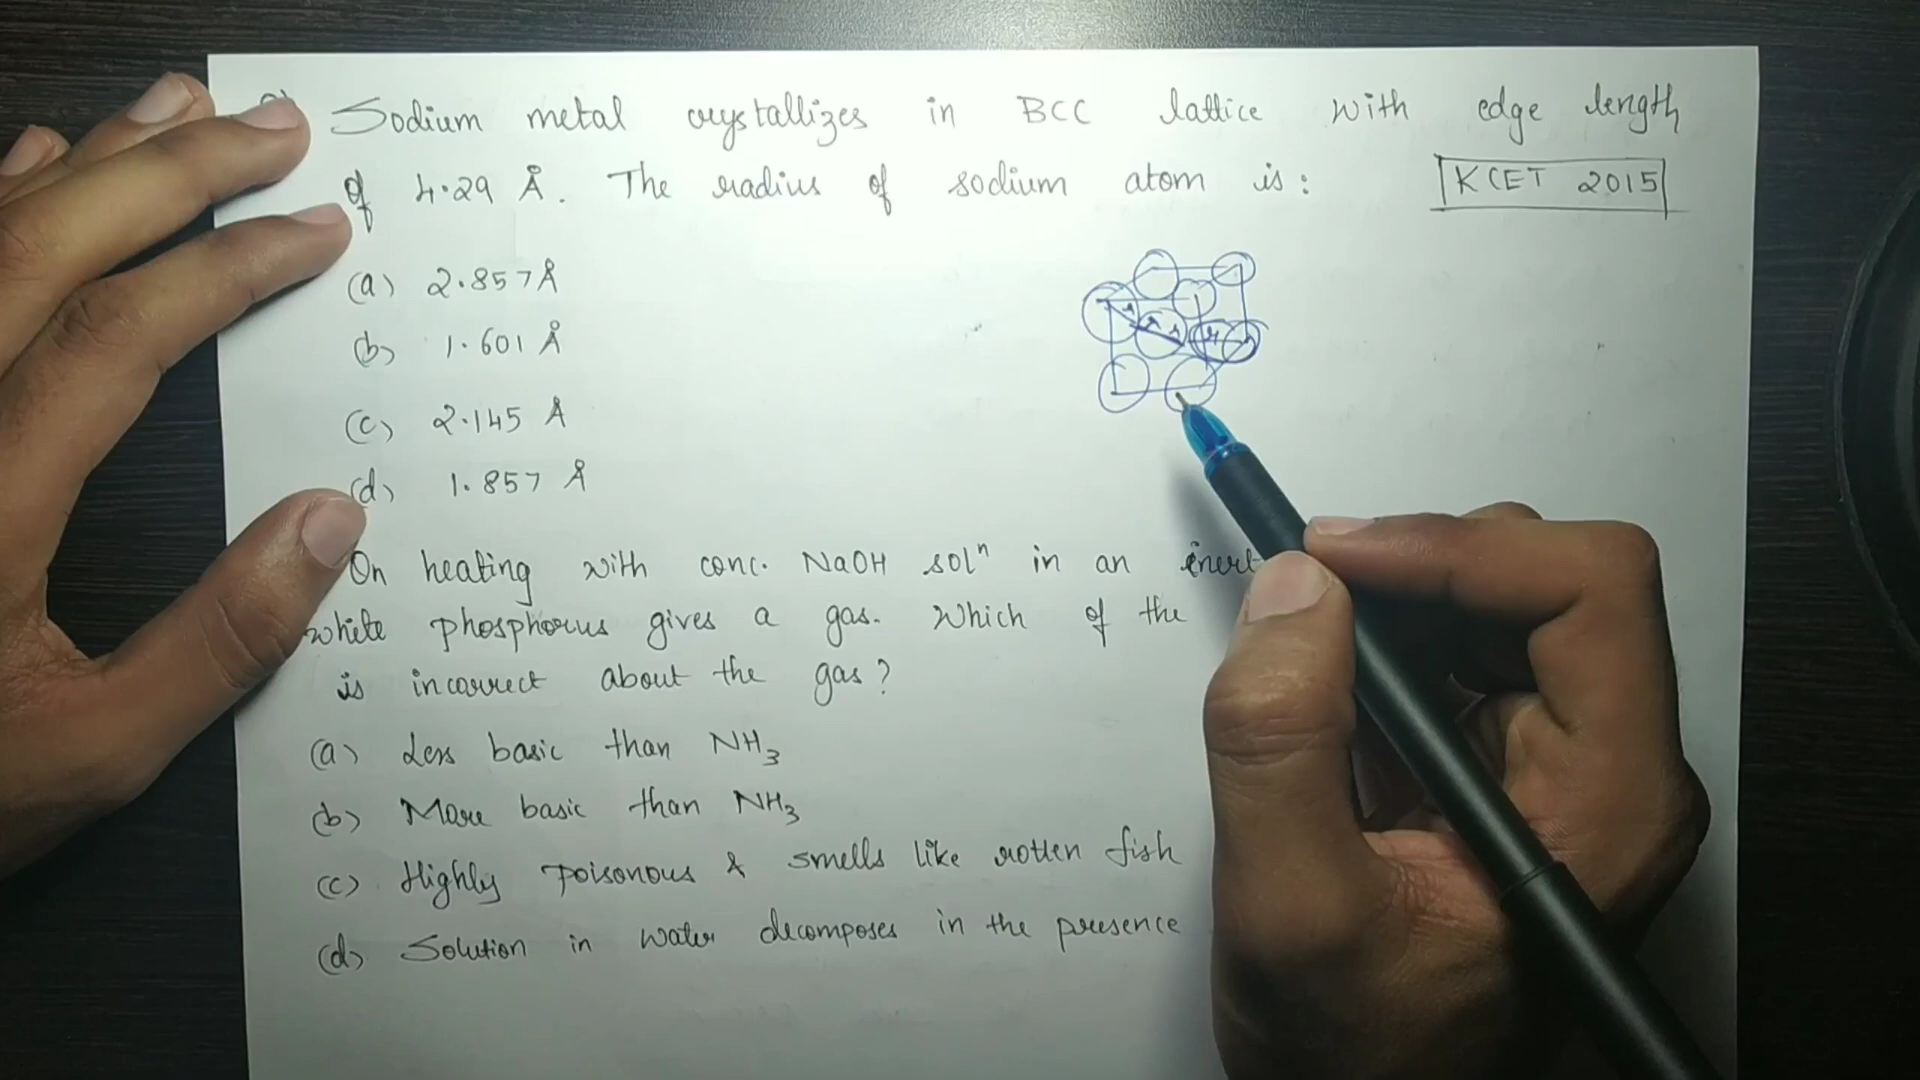 Sodium metal crystallizes in BCC lattice with edge length
of 4.29 Å. The radius of sodium atom is: KCET 2015
(a) 2.857 Å
(b) 1.601 Å
(c) 2.145 Å
(d) 1.857 Å
On heating with conc. NaOH solⁿ in an inert
white phosphorus gives a gas. Which of the
is incorrect about the gas?
(a) Less basic than NH₃
(b) More basic than NH₃
(c) Highly poisonous & smells like rotten fish
(d) Solution in water decomposes in the presence